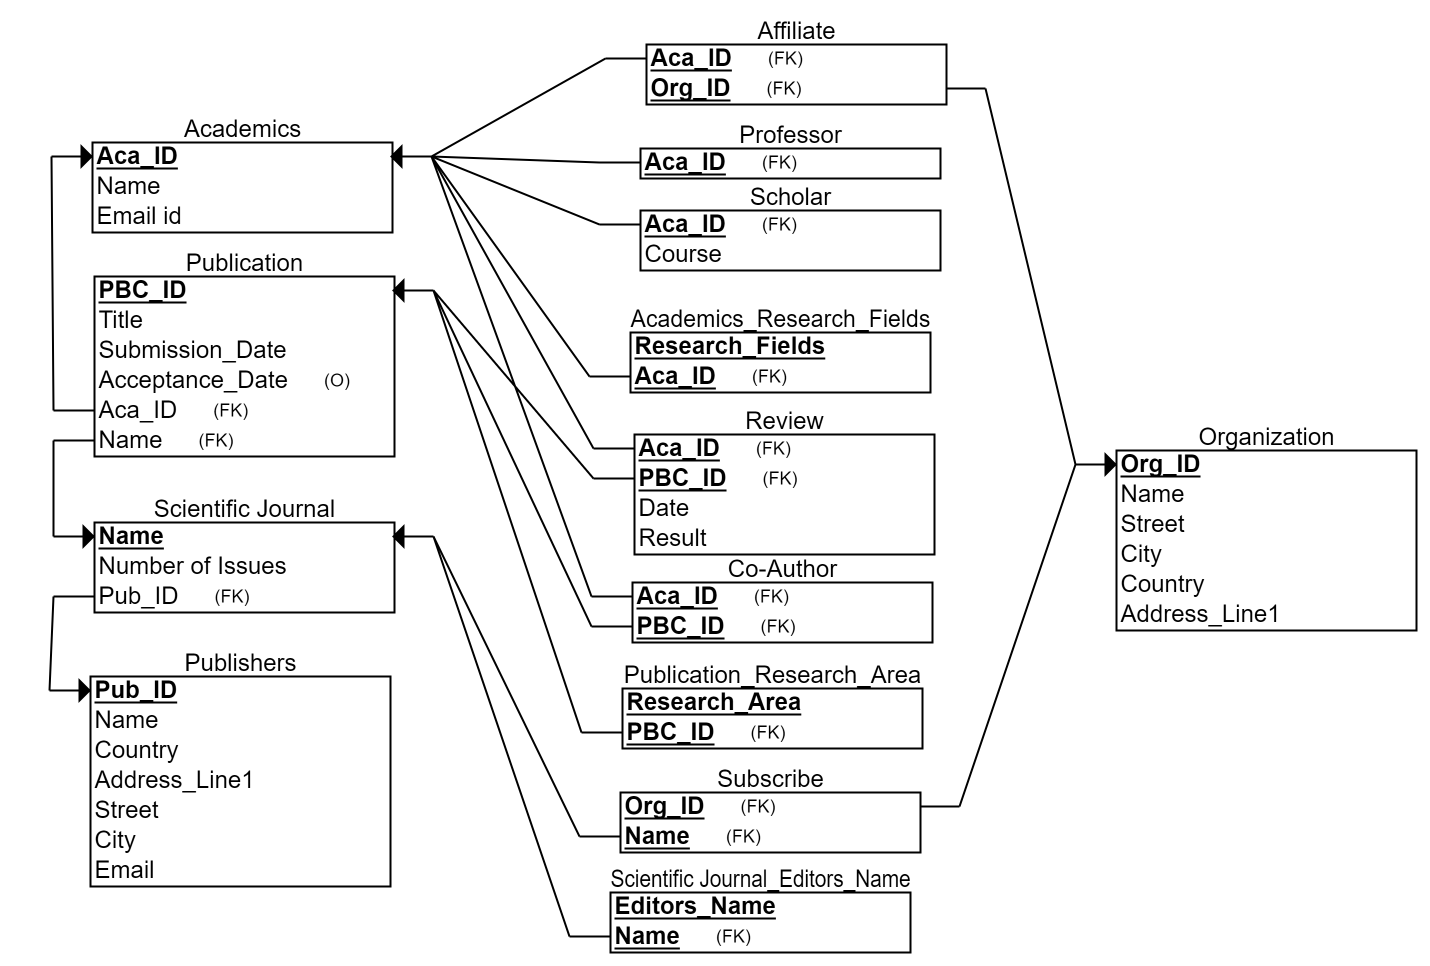 Affiliate
Aca_ID (FK)
Org_ID (FK)
Academics
Aca_ID
Name
Email id
Professor
Aca_ID (FK)
Scholar
Aca_ID (FK)
Course
Publication
PBC_ID
Title
Submission_Date
Acceptance_Date (O)
Aca_ID (FK)
Name (FK)
Academics_Research_Fields
Research_Fields
Aca_ID (FK)
Review
Aca_ID (FK)
PBC_ID (FK)
Date
Result
Organization
Org_ID
Name
Street
City
Country
Address_Line1
Scientific Journal
Name
Number of Issues
Pub_ID (FK)
Co-Author
Aca_ID (FK)
PBC_ID (FK)
Publishers
Pub_ID
Name
Country
Address_Line1
Street
City
Email
Publication_Research_Area
Research_Area
PBC_ID (FK)
Subscribe
Org_ID (FK)
Name (FK)
Scientific Journal_Editors_Name
Editors_Name
Name (FK)